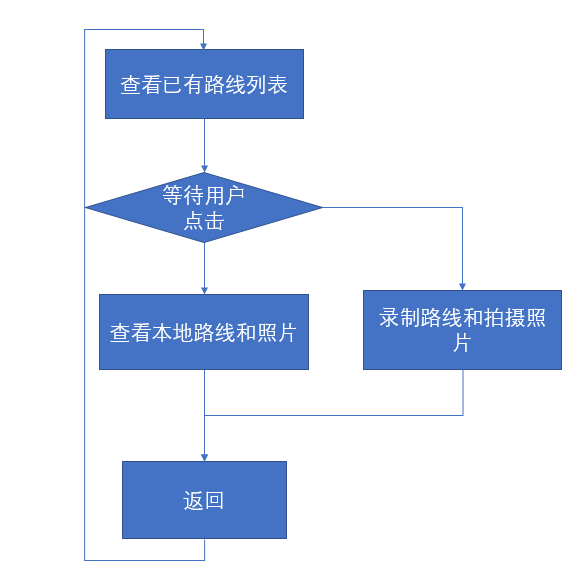 查看已有路线列表
等待用户
点击
查看本地路线和照片
录制路线和拍摄照
片
返回